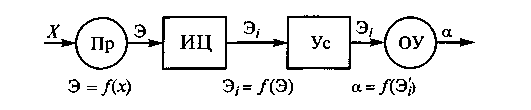 X Пр Э ИЦ Эi Ус Эi ОУ α
Э = f(x) Эi = f(Э) α = f(Э′i)